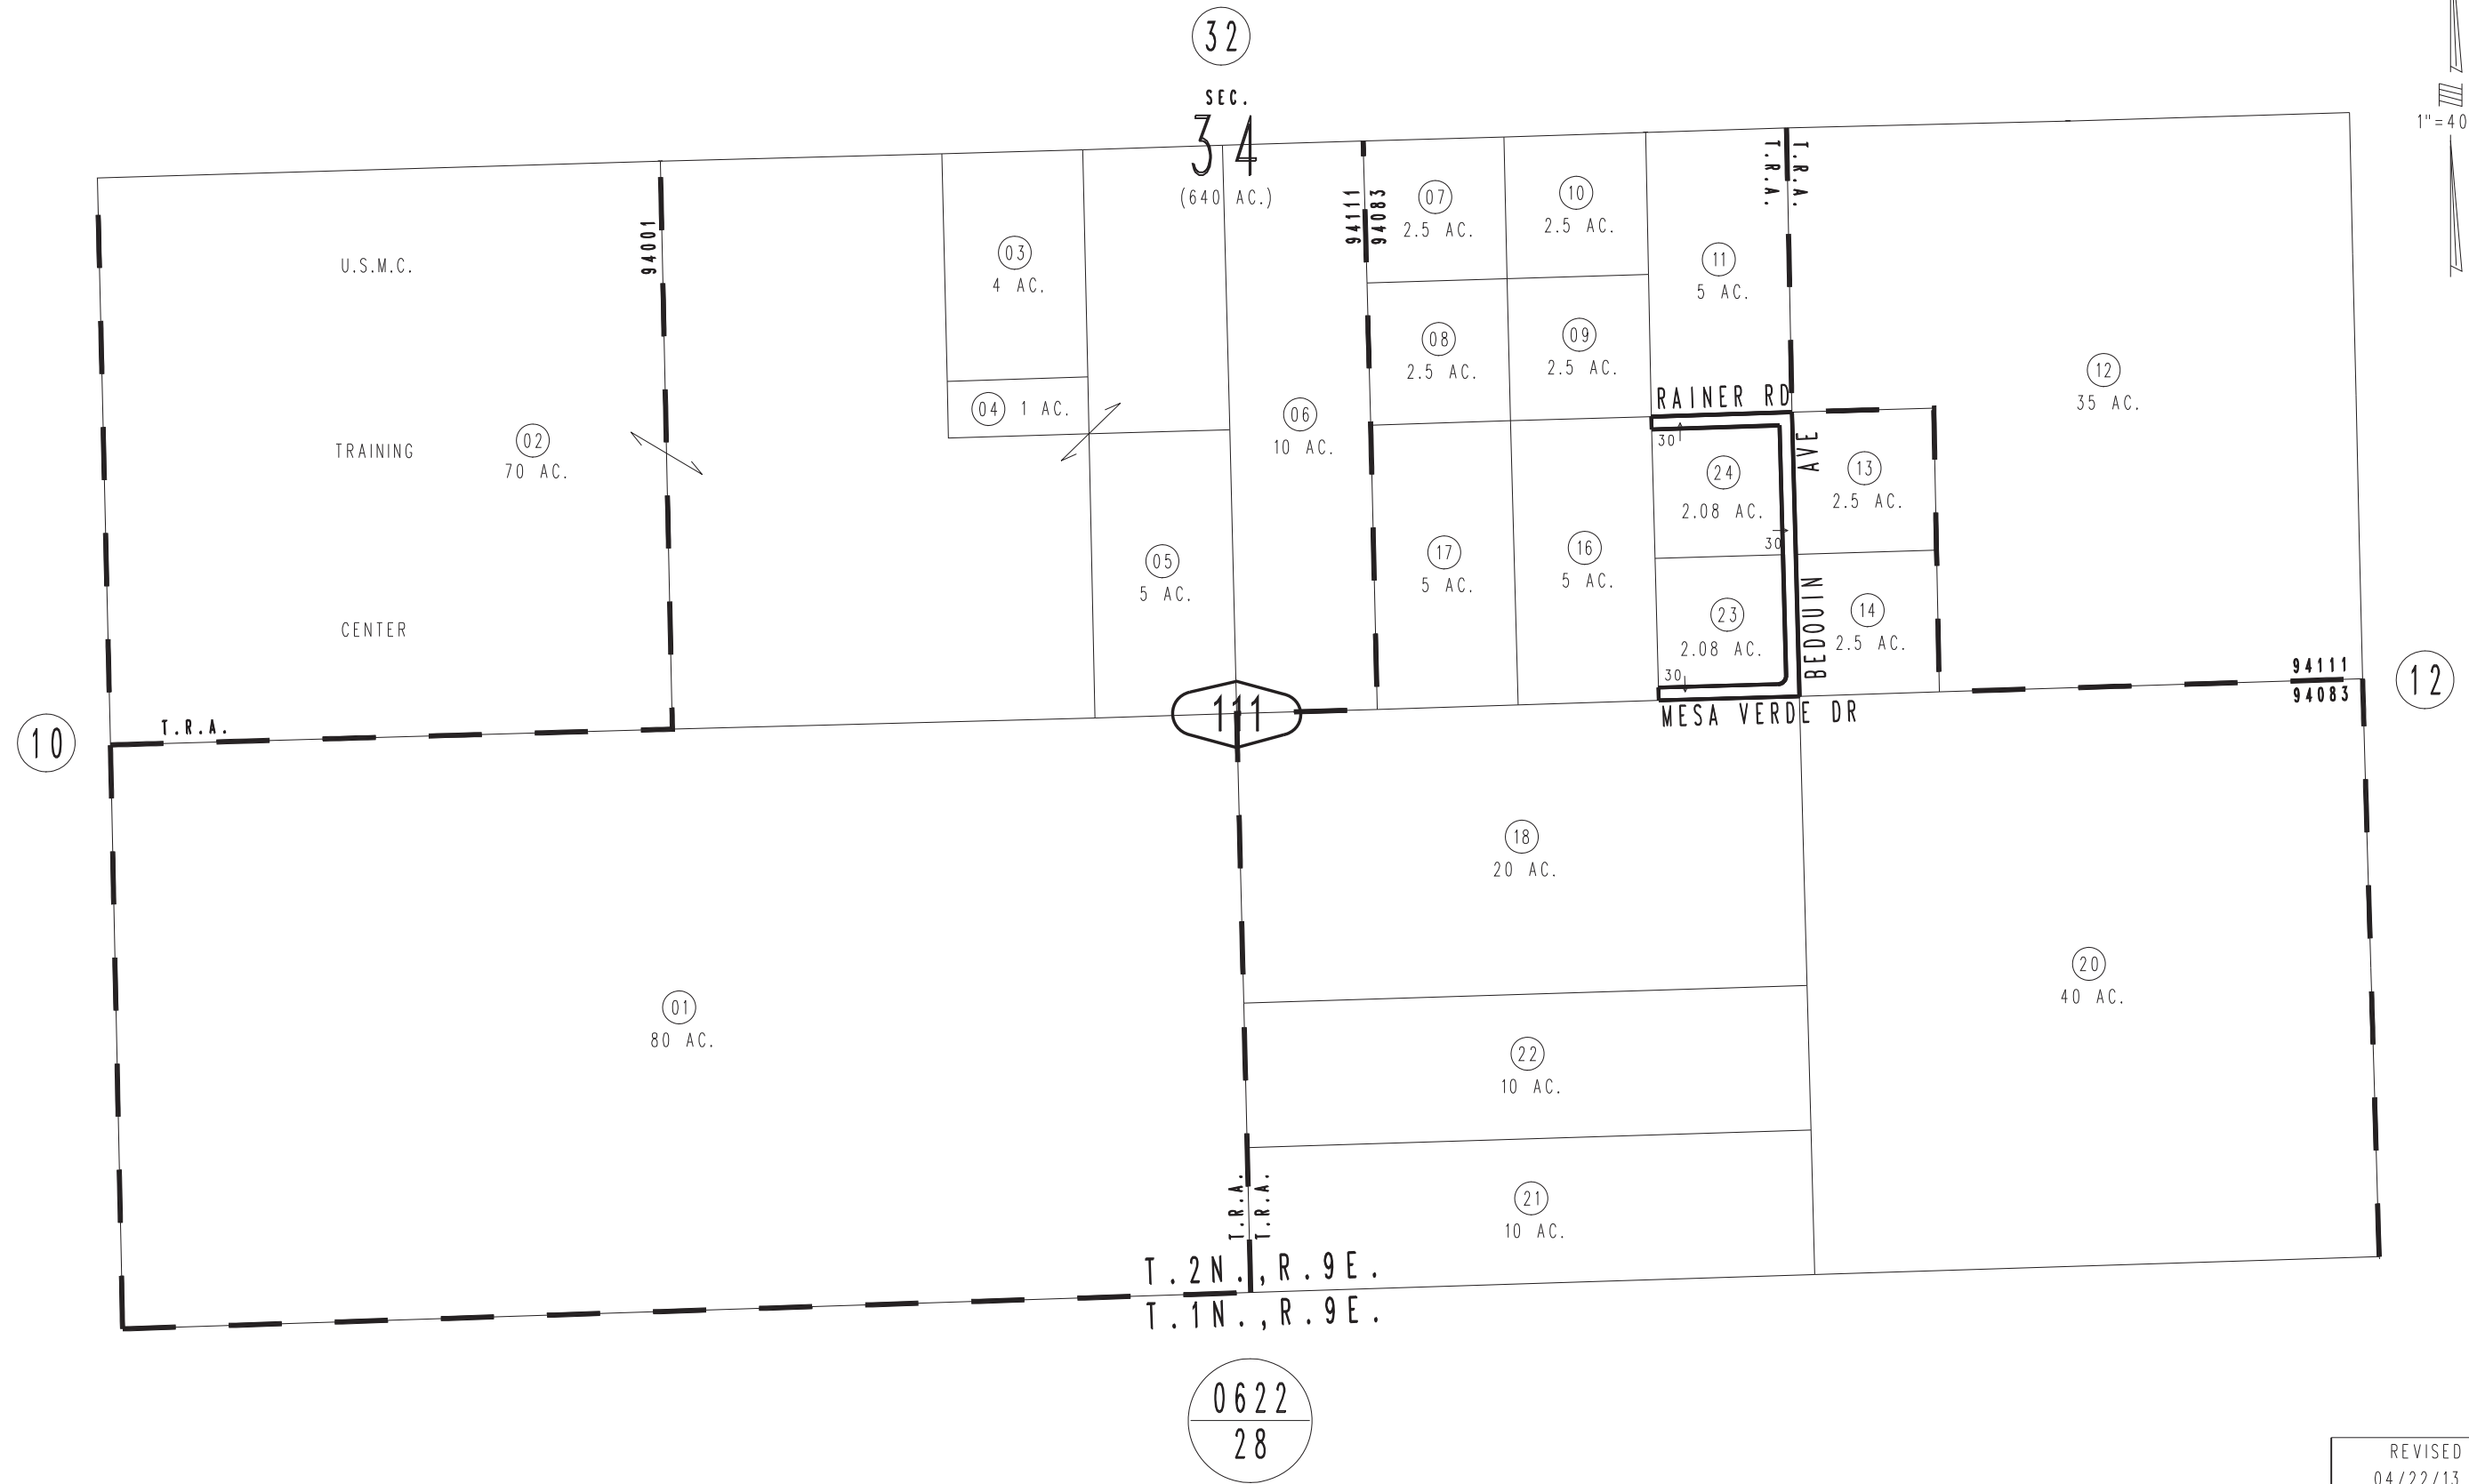 32
SEC.
34
(640 AC.)
1"=40
U.S.M.C.
TRAINING
CENTER
02
70 AC.
94001
03
4 AC.
04 1 AC.
05
5 AC.
06
10 AC.
94111
94083
07
2.5 AC.
10
2.5 AC.
08
2.5 AC.
09
2.5 AC.
11
5 AC.
T.R.A.
T.R.A.
12
35 AC.
RAINER RD
30
24
2.08 AC.
30
23
2.08 AC.
30
BEDOUIN AVE
13
2.5 AC.
14
2.5 AC.
17
5 AC.
16
5 AC.
MESA VERDE DR
94111
94083
12
10
T.R.A.
111
01
80 AC.
18
20 AC.
20
40 AC.
22
10 AC.
21
10 AC.
T.R.A.
T.R.A.
T.2N.,R.9E.
T.1N.,R.9E.
0622
28
REVISED
04/22/13